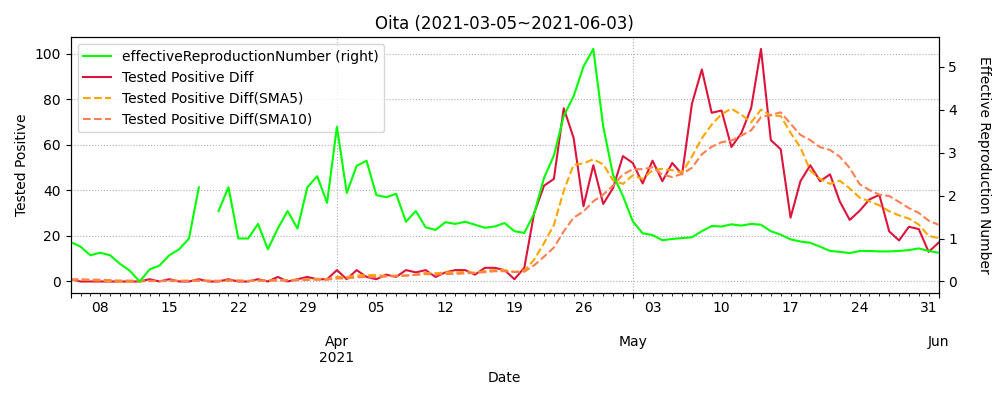 Oita (2021-03-05~2021-06-03)
effectiveReproductionNumber (right)
Tested Positive Diff
Tested Positive Diff(SMA5)
Tested Positive Diff(SMA10)
Tested Positive
100
80
60
40
20
0
Effective Reproduction Number
5
4
3
2
1
0
08 15 22 29 05 12 19 26 03 10 17 24 31
Apr May Jun
2021
Date